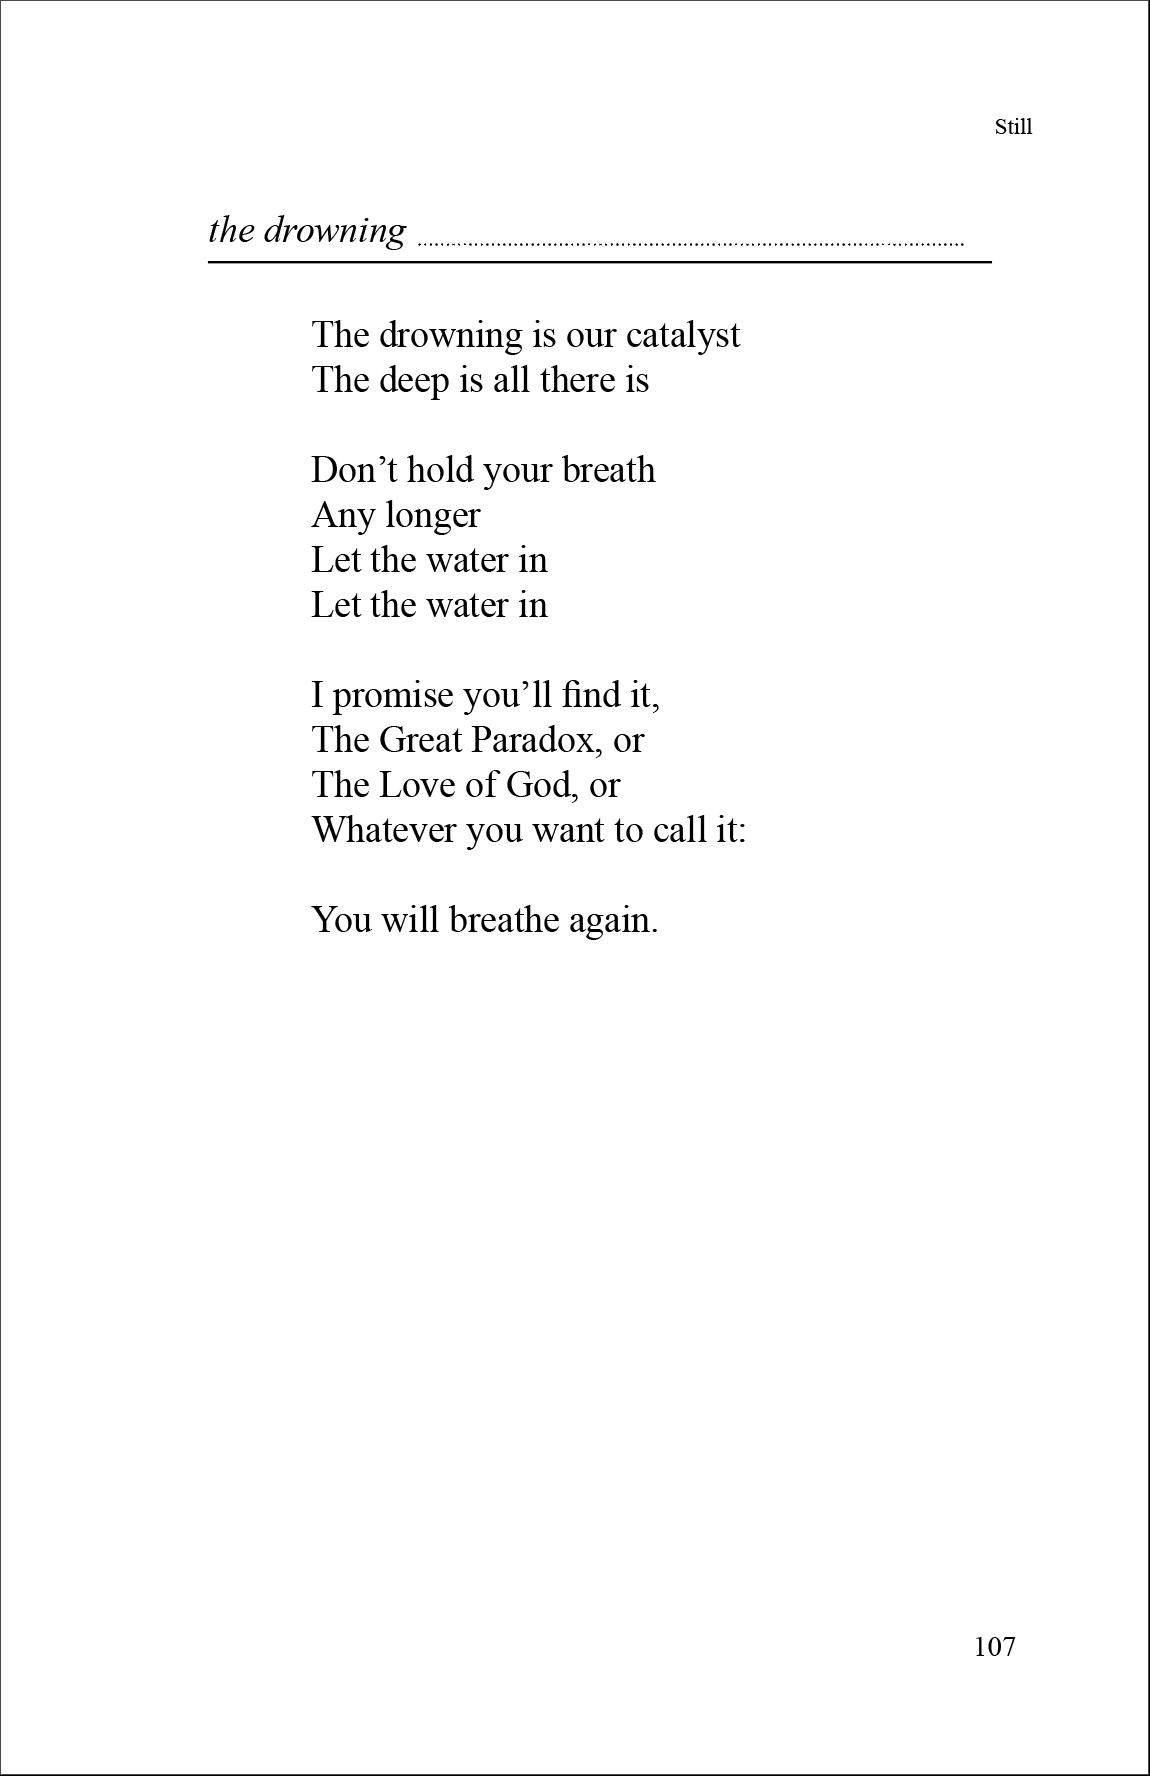 Still
the drowning
The drowning is our catalyst
The deep is all there is
Don’t hold your breath
Any longer
Let the water in
Let the water in
I promise you’ll find it,
The Great Paradox, or
The Love of God, or
Whatever you want to call it:
You will breathe again.
107